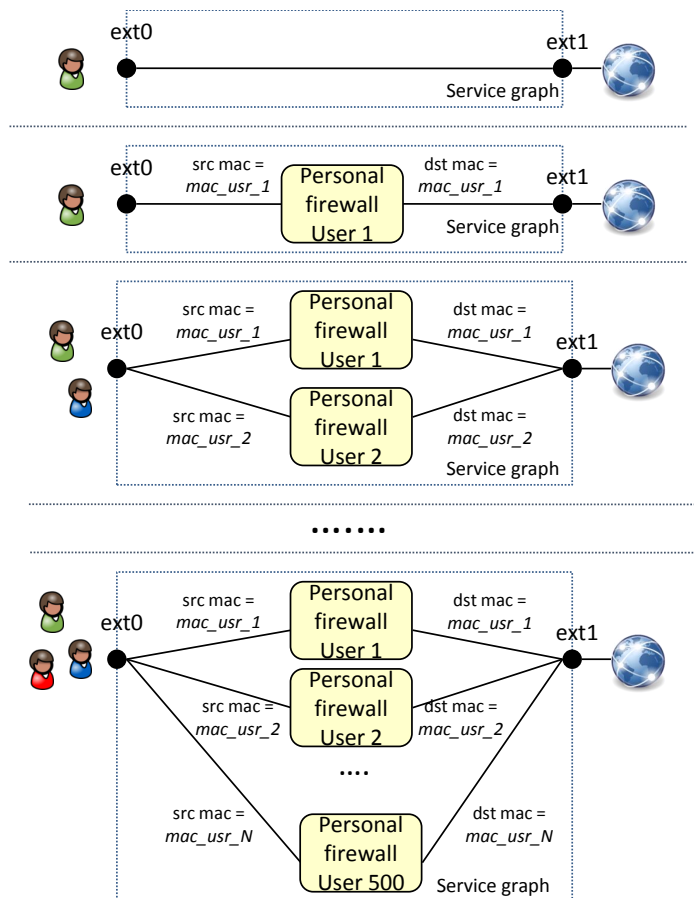 ext0
ext1
Service graph
ext0
src mac =
mac_usr_1
Personal
firewall
User 1
dst mac =
mac_usr_1
ext1
Service graph
ext0
src mac =
mac_usr_1
Personal
firewall
User 1
dst mac =
mac_usr_1
ext1
src mac =
mac_usr_2
Personal
firewall
User 2
dst mac =
mac_usr_2
Service graph
.......
ext0
src mac =
mac_usr_1
Personal
firewall
User 1
dst mac =
mac_usr_1
ext1
src mac =
mac_usr_2
Personal
firewall
User 2
dst mac =
mac_usr_2
....
src mac =
mac_usr_N
Personal
firewall
User 500
dst mac =
mac_usr_N
Service graph